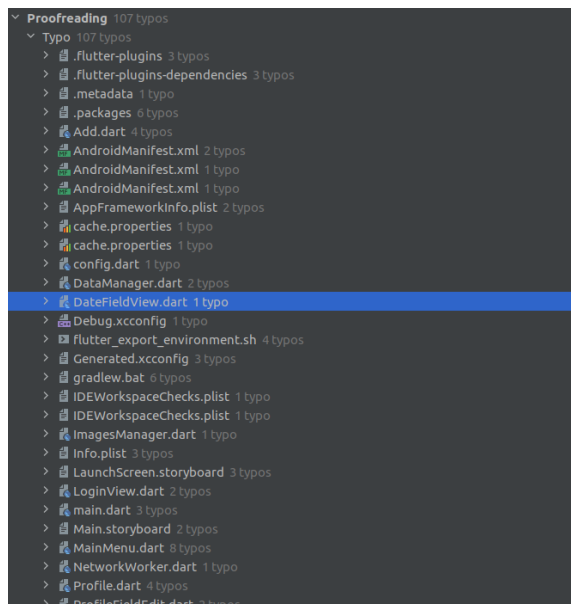 Proofreading 107 typos
Typo 107 typos
.flutter-plugins 3 typos
.flutter-plugins-dependencies 3 typos
.metadata 1 typo
.packages 6 typos
Add.dart 4 typos
AndroidManifest.xml 2 typos
AndroidManifest.xml 1 typo
AndroidManifest.xml 1 typo
AppFrameworkInfo.plist 2 typos
cache.properties 1 typo
cache.properties 1 typo
config.dart 1 typo
DataManager.dart 2 typos
DateFieldView.dart 1 typo
Debug.xcconfig 1 typo
flutter_export_environment.sh 4 typos
Generated.xcconfig 3 typos
gradlew.bat 6 typos
IDEWorkspaceChecks.plist 1 typo
IDEWorkspaceChecks.plist 1 typo
ImagesManager.dart 1 typo
Info.plist 3 typos
LaunchScreen.storyboard 3 typos
LoginView.dart 2 typos
main.dart 3 typos
Main.storyboard 2 typos
MainMenu.dart 8 typos
NetworkWorker.dart 1 typo
Profile.dart 4 typos
ProfileFieldEdit.dart